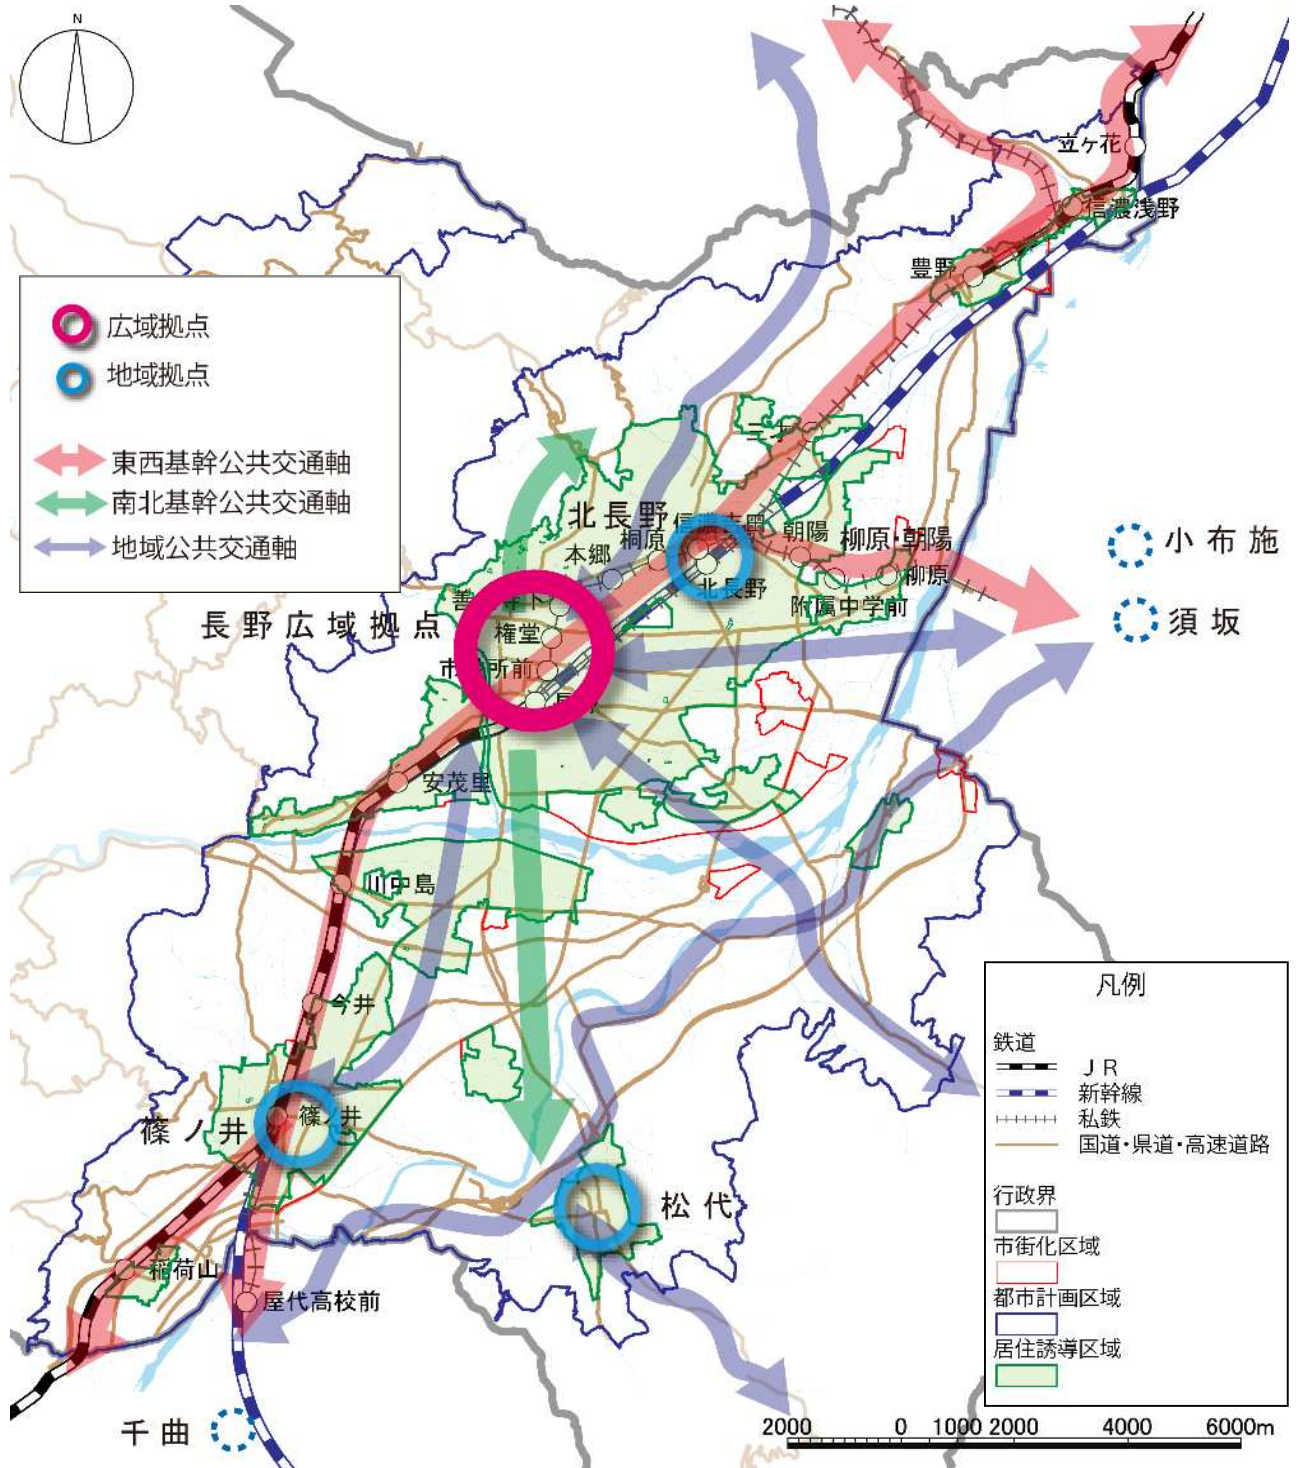 N
立ヶ花
信濃浅野
豊野
広域拠点
地域拠点
東西基幹公共交通軸
南北基幹公共交通軸
地域公共交通軸
三才
北長野
朝陽
柳原・朝陽
桐原
本郷
北長野
柳原
附属中学前
小布施
須坂
長野広域拠点
権堂
市役所前
安茂里
川中島
今井
篠ノ井
篠ノ井
松代
稲荷山
屋代高校前
千曲
凡例
鉄道
ＪＲ
新幹線
私鉄
国道・県道・高速道路
行政界
市街化区域
都市計画区域
居住誘導区域
2000 0 1000 2000 4000 6000m